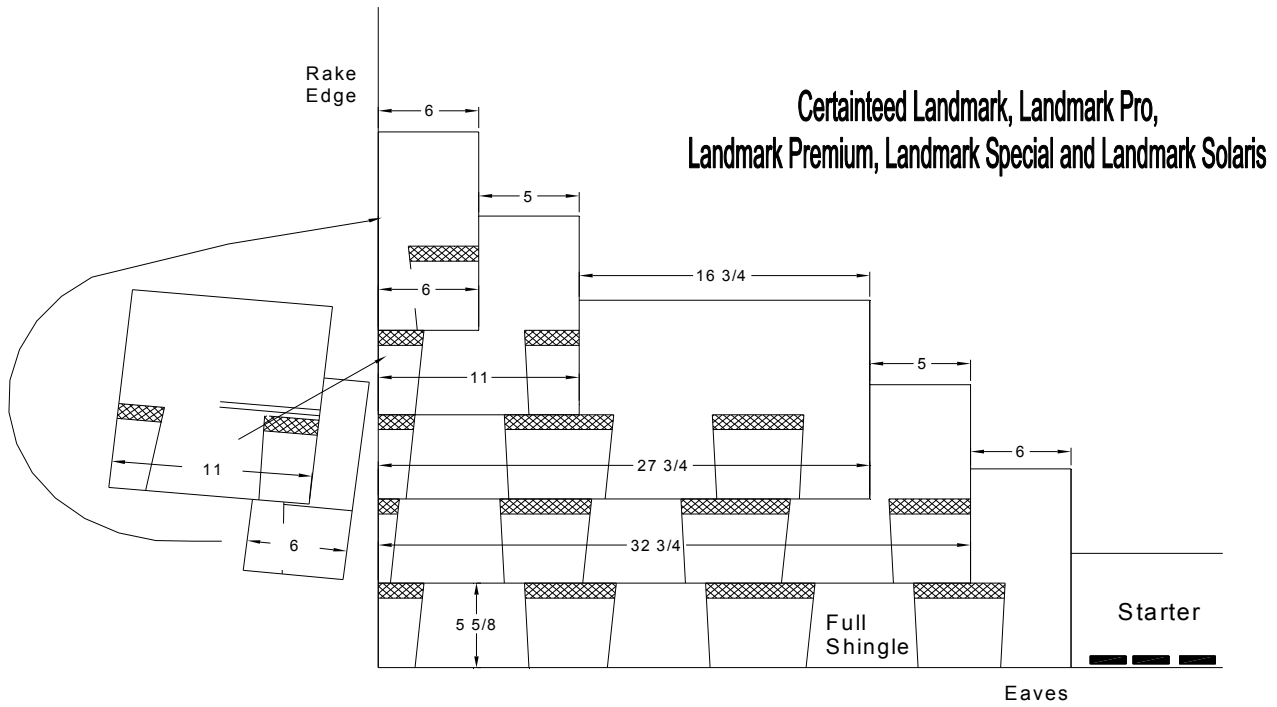 Rake
Edge
6
Certainteed Landmark, Landmark Pro,
Landmark Premium, Landmark Special and Landmark Solaris
5
16 3/4
6
5
11
6
27 3/4
11
32 3/4
6
5 5/8
Full
Shingle
Starter
Eaves